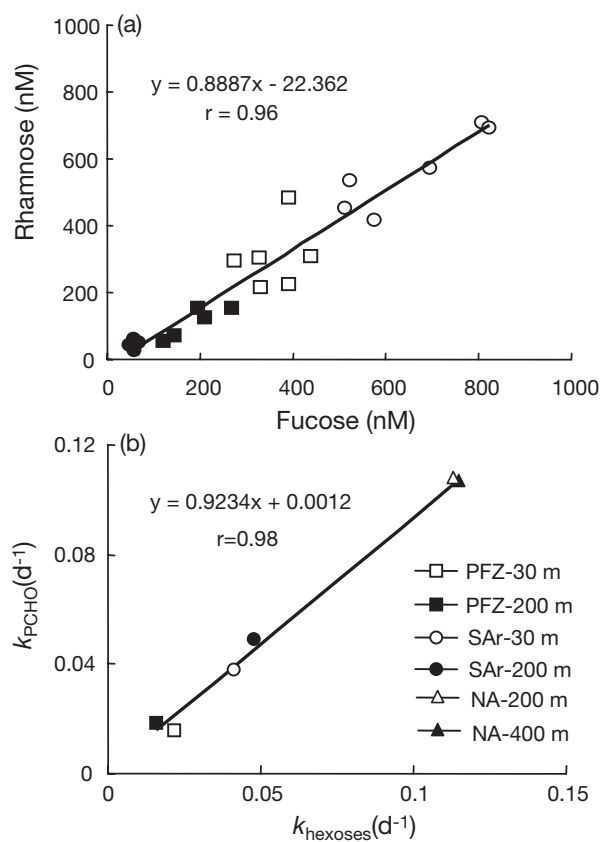 (a)
1000
800
600
400
200
0
Rhamnose (nM)
y = 0.8887x - 22.362
r = 0.96
0 200 400 600 800 1000
Fucose (nM)
(b)
0.12
0.08
0.04
0
kPCHO(d-1)
y = 0.9234x + 0.0012
r=0.98
PFZ-30 m
PFZ-200 m
SAr-30 m
SAr-200 m
NA-200 m
NA-400 m
0 0.05 0.1 0.15
khexoses(d-1)